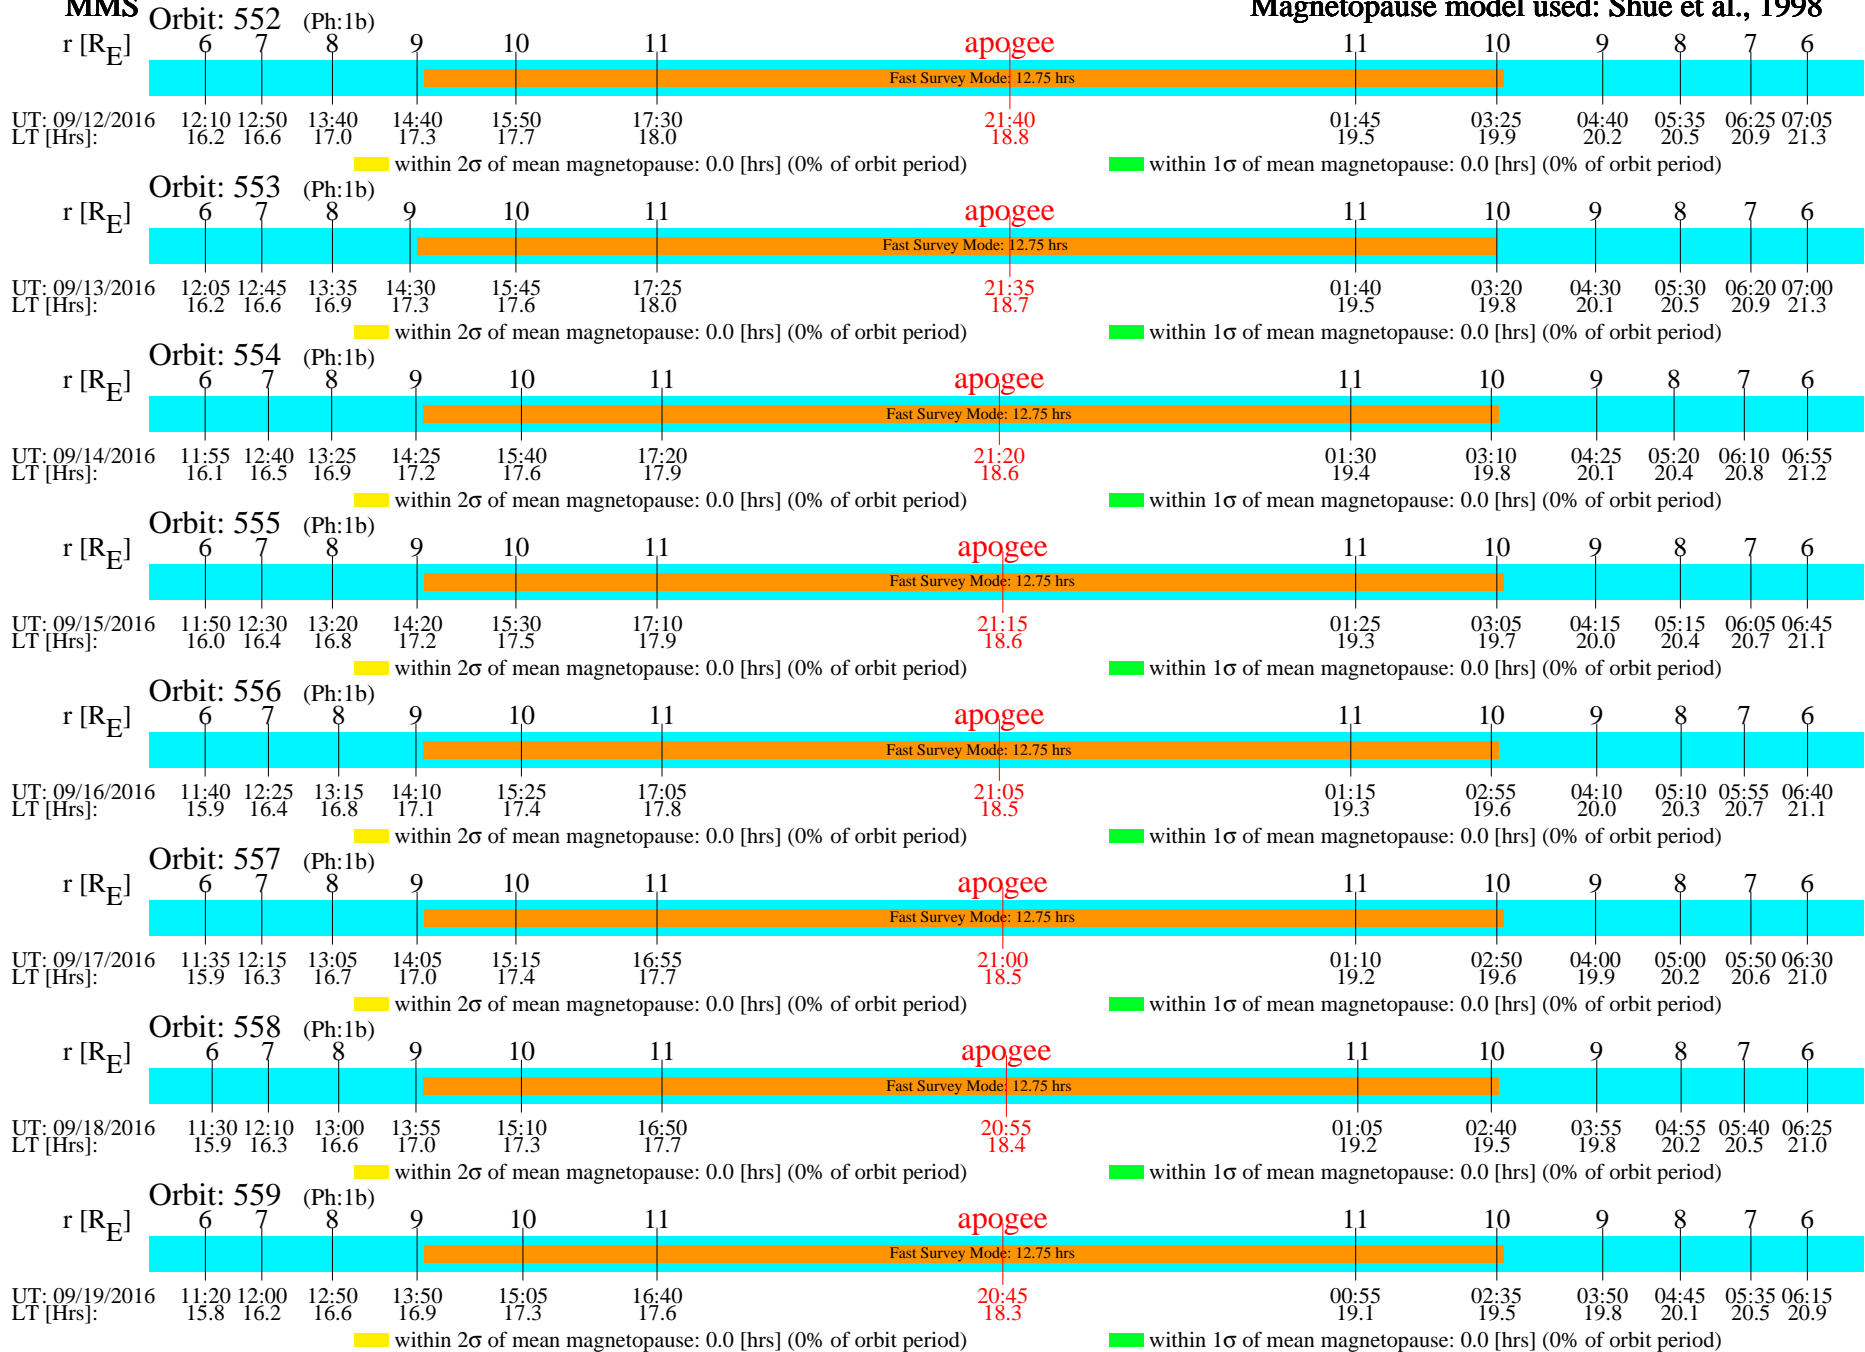 MMS Magnetopause model used: Shue et al., 1998
Orbit: 552 (Ph:1b)
r [RE] 6 7 8 9 10 11 apogee 11 10 9 8 7 6
Fast Survey Mode: 12.75 hrs
UT: 09/12/2016 12:10 12:50 13:40 14:40 15:50 17:30 21:40 01:45 03:25 04:40 05:35 06:25 07:05
LT [Hrs]: 16.2 16.6 17.0 17.3 17.7 18.0 18.8 19.5 19.9 20.2 20.5 20.9 21.3
within 2σ of mean magnetopause: 0.0 [hrs] (0% of orbit period) within 1σ of mean magnetopause: 0.0 [hrs] (0% of orbit period)
Orbit: 553 (Ph:1b)
r [RE] 6 7 8 9 10 11 apogee 11 10 9 8 7 6
Fast Survey Mode: 12.75 hrs
UT: 09/13/2016 12:05 12:45 13:35 14:30 15:45 17:25 21:35 01:40 03:20 04:30 05:30 06:20 07:00
LT [Hrs]: 16.2 16.6 16.9 17.3 17.6 18.0 18.7 19.5 19.8 20.1 20.5 20.9 21.3
within 2σ of mean magnetopause: 0.0 [hrs] (0% of orbit period) within 1σ of mean magnetopause: 0.0 [hrs] (0% of orbit period)
Orbit: 554 (Ph:1b)
r [RE] 6 7 8 9 10 11 apogee 11 10 9 8 7 6
Fast Survey Mode: 12.75 hrs
UT: 09/14/2016 11:55 12:40 13:25 14:25 15:40 17:20 21:20 01:30 03:10 04:25 05:20 06:10 06:55
LT [Hrs]: 16.1 16.5 16.9 17.2 17.6 17.9 18.6 19.4 19.8 20.1 20.4 20.8 21.2
within 2σ of mean magnetopause: 0.0 [hrs] (0% of orbit period) within 1σ of mean magnetopause: 0.0 [hrs] (0% of orbit period)
Orbit: 555 (Ph:1b)
r [RE] 6 7 8 9 10 11 apogee 11 10 9 8 7 6
Fast Survey Mode: 12.75 hrs
UT: 09/15/2016 11:50 12:30 13:20 14:20 15:30 17:10 21:15 01:25 03:05 04:15 05:15 06:05 06:45
LT [Hrs]: 16.0 16.4 16.8 17.2 17.5 17.9 18.6 19.3 19.7 20.0 20.4 20.7 21.1
within 2σ of mean magnetopause: 0.0 [hrs] (0% of orbit period) within 1σ of mean magnetopause: 0.0 [hrs] (0% of orbit period)
Orbit: 556 (Ph:1b)
r [RE] 6 7 8 9 10 11 apogee 11 10 9 8 7 6
Fast Survey Mode: 12.75 hrs
UT: 09/16/2016 11:40 12:25 13:15 14:10 15:25 17:05 21:05 01:15 02:55 04:10 05:10 05:55 06:40
LT [Hrs]: 15.9 16.4 16.8 17.1 17.4 17.8 18.5 19.3 19.6 20.0 20.3 20.7 21.1
within 2σ of mean magnetopause: 0.0 [hrs] (0% of orbit period) within 1σ of mean magnetopause: 0.0 [hrs] (0% of orbit period)
Orbit: 557 (Ph:1b)
r [RE] 6 7 8 9 10 11 apogee 11 10 9 8 7 6
Fast Survey Mode: 12.75 hrs
UT: 09/17/2016 11:35 12:15 13:05 14:05 15:15 16:55 21:00 01:10 02:50 04:00 05:00 05:50 06:30
LT [Hrs]: 15.9 16.3 16.7 17.0 17.4 17.7 18.5 19.2 19.6 19.9 20.2 20.6 21.0
within 2σ of mean magnetopause: 0.0 [hrs] (0% of orbit period) within 1σ of mean magnetopause: 0.0 [hrs] (0% of orbit period)
Orbit: 558 (Ph:1b)
r [RE] 6 7 8 9 10 11 apogee 11 10 9 8 7 6
Fast Survey Mode: 12.75 hrs
UT: 09/18/2016 11:30 12:10 13:00 13:55 15:10 16:50 20:55 01:05 02:40 03:55 04:55 05:40 06:25
LT [Hrs]: 15.9 16.3 16.6 17.0 17.3 17.7 18.4 19.2 19.5 19.8 20.2 20.5 21.0
within 2σ of mean magnetopause: 0.0 [hrs] (0% of orbit period) within 1σ of mean magnetopause: 0.0 [hrs] (0% of orbit period)
Orbit: 559 (Ph:1b)
r [RE] 6 7 8 9 10 11 apogee 11 10 9 8 7 6
Fast Survey Mode: 12.75 hrs
UT: 09/19/2016 11:20 12:00 12:50 13:50 15:05 16:40 20:45 00:55 02:35 03:50 04:45 05:35 06:15
LT [Hrs]: 15.8 16.2 16.6 16.9 17.3 17.6 18.3 19.1 19.5 19.8 20.1 20.5 20.9
within 2σ of mean magnetopause: 0.0 [hrs] (0% of orbit period) within 1σ of mean magnetopause: 0.0 [hrs] (0% of orbit period)